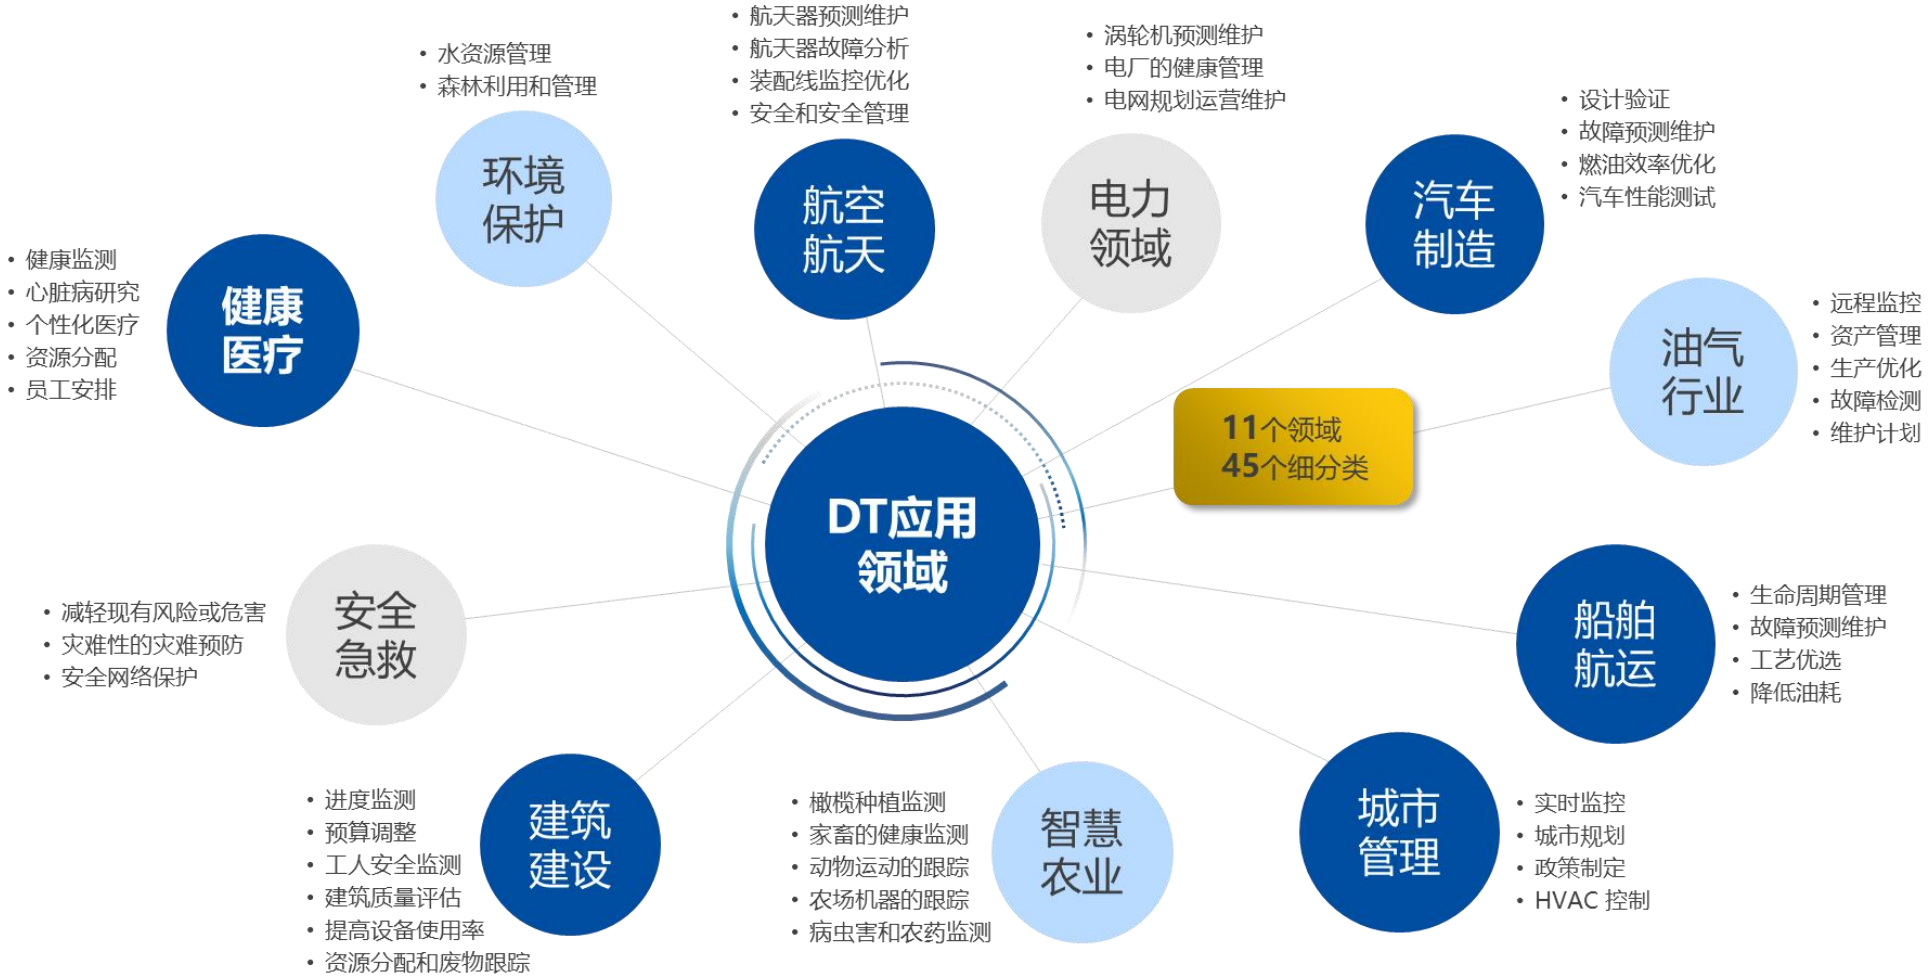 • 水资源管理
• 森林利用和管理
环境
保护
• 航天器预测维护
• 航天器故障分析
• 装配线监控优化
• 安全和安全管理
航空
航天
• 涡轮机预测维护
• 电厂的健康管理
• 电网规划运营维护
电力
领域
• 设计验证
• 故障预测维护
• 燃油效率优化
• 汽车性能测试
汽车
制造
• 健康监测
• 心脏病研究
• 个性化医疗
• 资源分配
• 员工安排
健康
医疗
油气
行业
• 远程监控
• 资产管理
• 生产优化
• 故障检测
• 维护计划
11个领域
45个细分类
DT应用
领域
• 减轻现有风险或危害
• 灾难性的灾难预防
• 安全网络保护
安全
急救
船舶
航运
• 生命周期管理
• 故障预测维护
• 工艺优选
• 降低油耗
• 进度监测
• 预算调整
• 工人安全监测
• 建筑质量评估
• 提高设备使用率
• 资源分配和废物跟踪
建筑
建设
• 橄榄种植监测
• 家畜的健康监测
• 动物运动的跟踪
• 农场机器的跟踪
• 病虫害和农药监测
智慧
农业
城市
管理
• 实时监控
• 城市规划
• 政策制定
• HVAC 控制